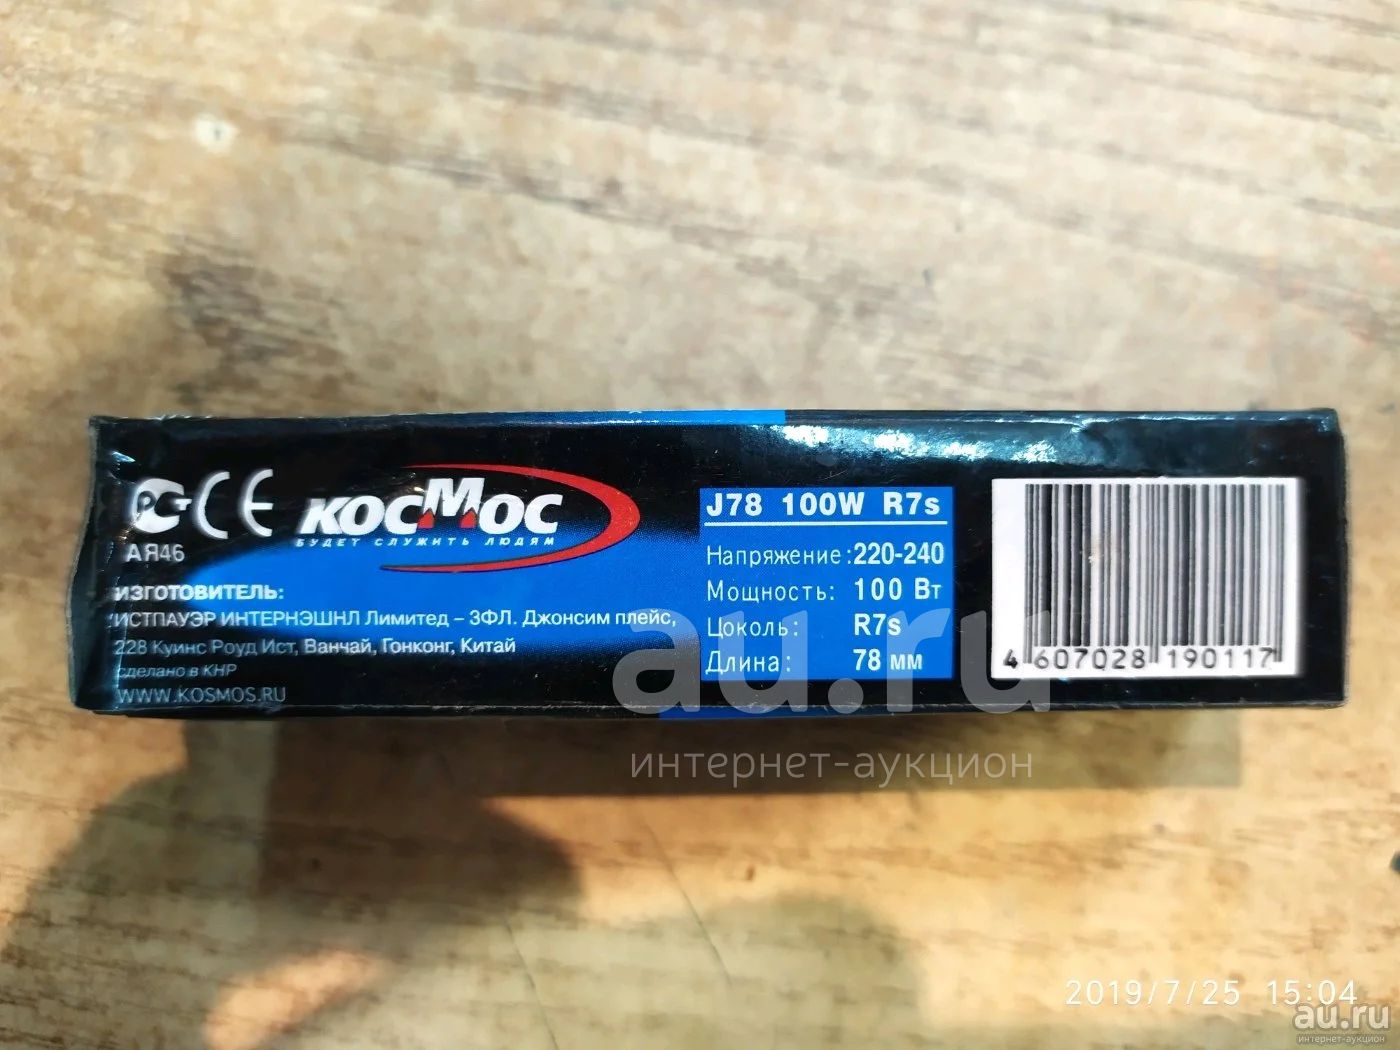 АЯ46
КОСМОС
БУДЕТ СЛУЖИТЬ ЛЮДЯМ
ИЗГОТОВИТЕЛЬ:
ИСТПАУЭР ИНТЕРНЭШНЛ Лимитед – 3ФЛ. Джонсим плейс,
228 Куинс Роуд Ист, Ванчай, Гонконг, Китай
сделано в КНР
WWW.KOSMOS.RU
J78 100W R7s
Напряжение: 220-240
Мощность: 100 Вт
Цоколь: R7s
Длина: 78 мм
4 607028 190117
au.ru
интернет-аукцион
2019/7/25 15:04
au.ru
интернет-аукцион